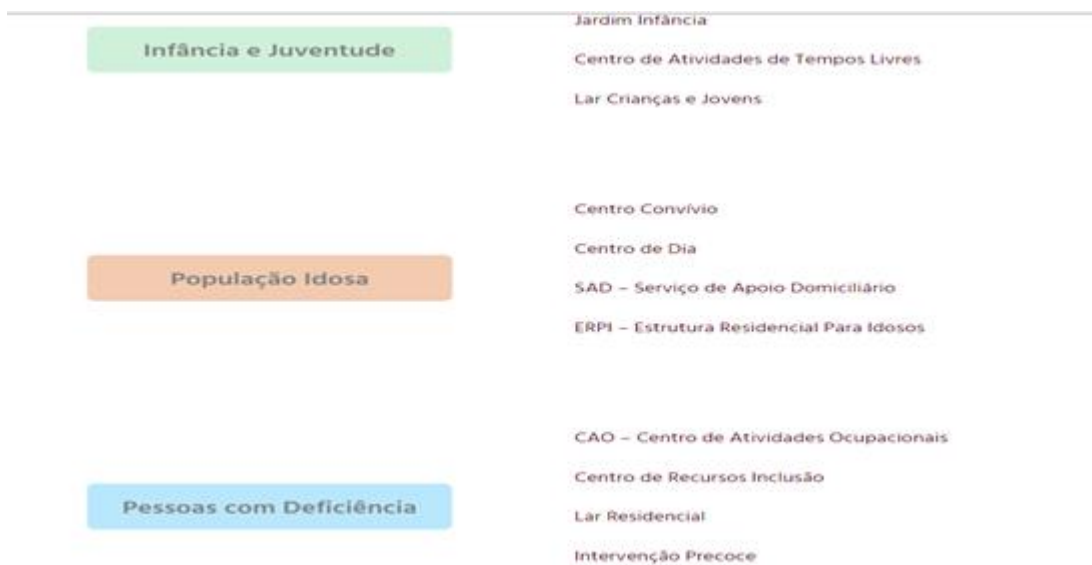 Infância e Juventude
Jardim Infância
Centro de Atividades de Tempos Livres
Lar Crianças e Jovens
População Idosa
Centro Convívio
Centro de Dia
SAD – Serviço de Apoio Domiciliário
ERPI – Estrutura Residencial Para Idosos
Pessoas com Deficiência
CAO – Centro de Atividades Ocupacionais
Centro de Recursos Inclusão
Lar Residencial
Intervenção Precoce